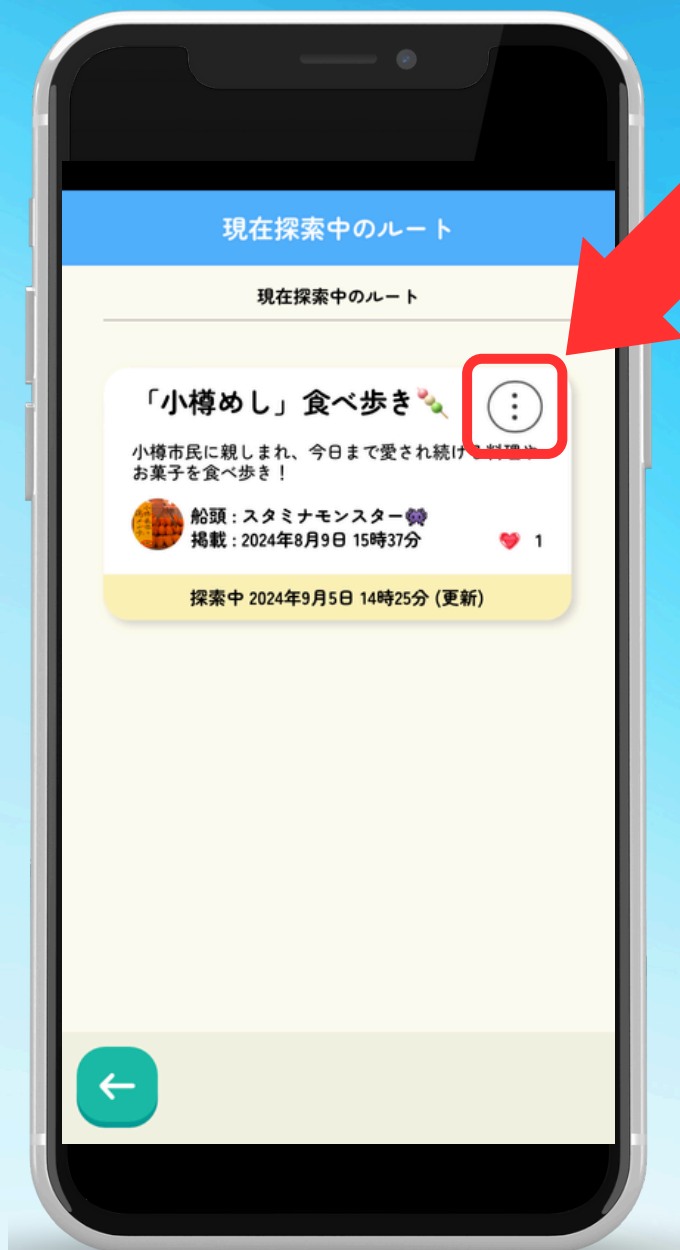 現在探索中のルート
現在探索中のルート
「小樽めし」食べ歩き🍡
小樽市民に親しまれ、今日まで愛され続ける料理や
お菓子を食べ歩き！
船頭 : スタミナモンスター👾
掲載 : 2024年8月9日 15時37分
1
探索中 2024年9月5日 14時25分 (更新)